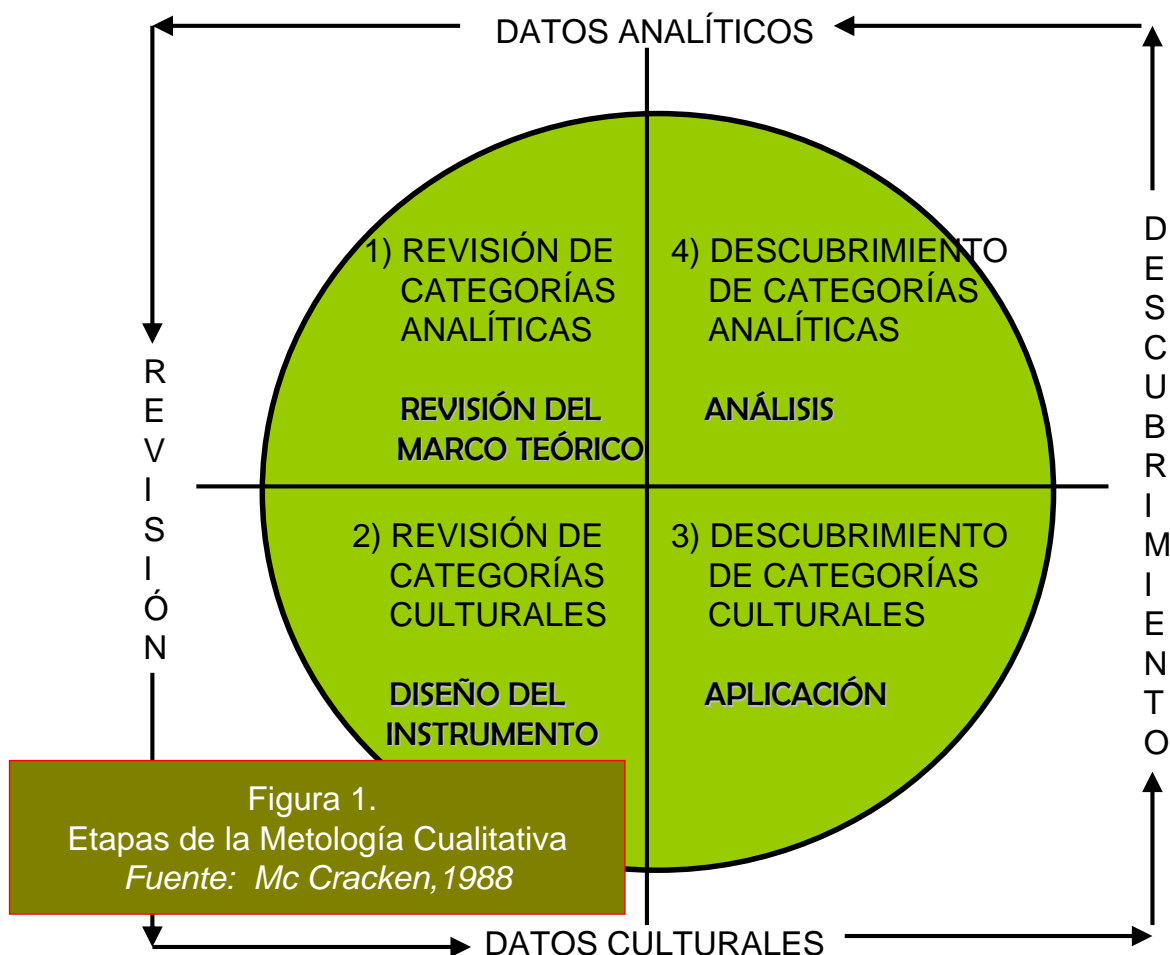 DATOS ANALÍTICOS
1) REVISIÓN DE
CATEGORÍAS
ANALÍTICAS
REVISIÓN DEL
MARCO TEÓRICO
4) DESCUBRIMIENTO
DE CATEGORÍAS
ANALÍTICAS
ANÁLISIS
REVISIÓN
DESCUBRIMIENTO
2) REVISIÓN DE
CATEGORÍAS
CULTURALES
DISEÑO DEL
INSTRUMENTO
3) DESCUBRIMIENTO
DE CATEGORÍAS
CULTURALES
APLICACIÓN
Figura 1.
Etapas de la Metología Cualitativa
Fuente: Mc Cracken,1988
DATOS CULTURALES